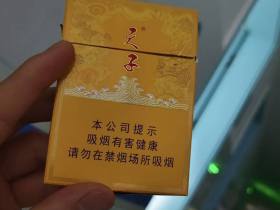 天子
本公司提示
吸烟有害健康
请勿在禁烟场所吸烟